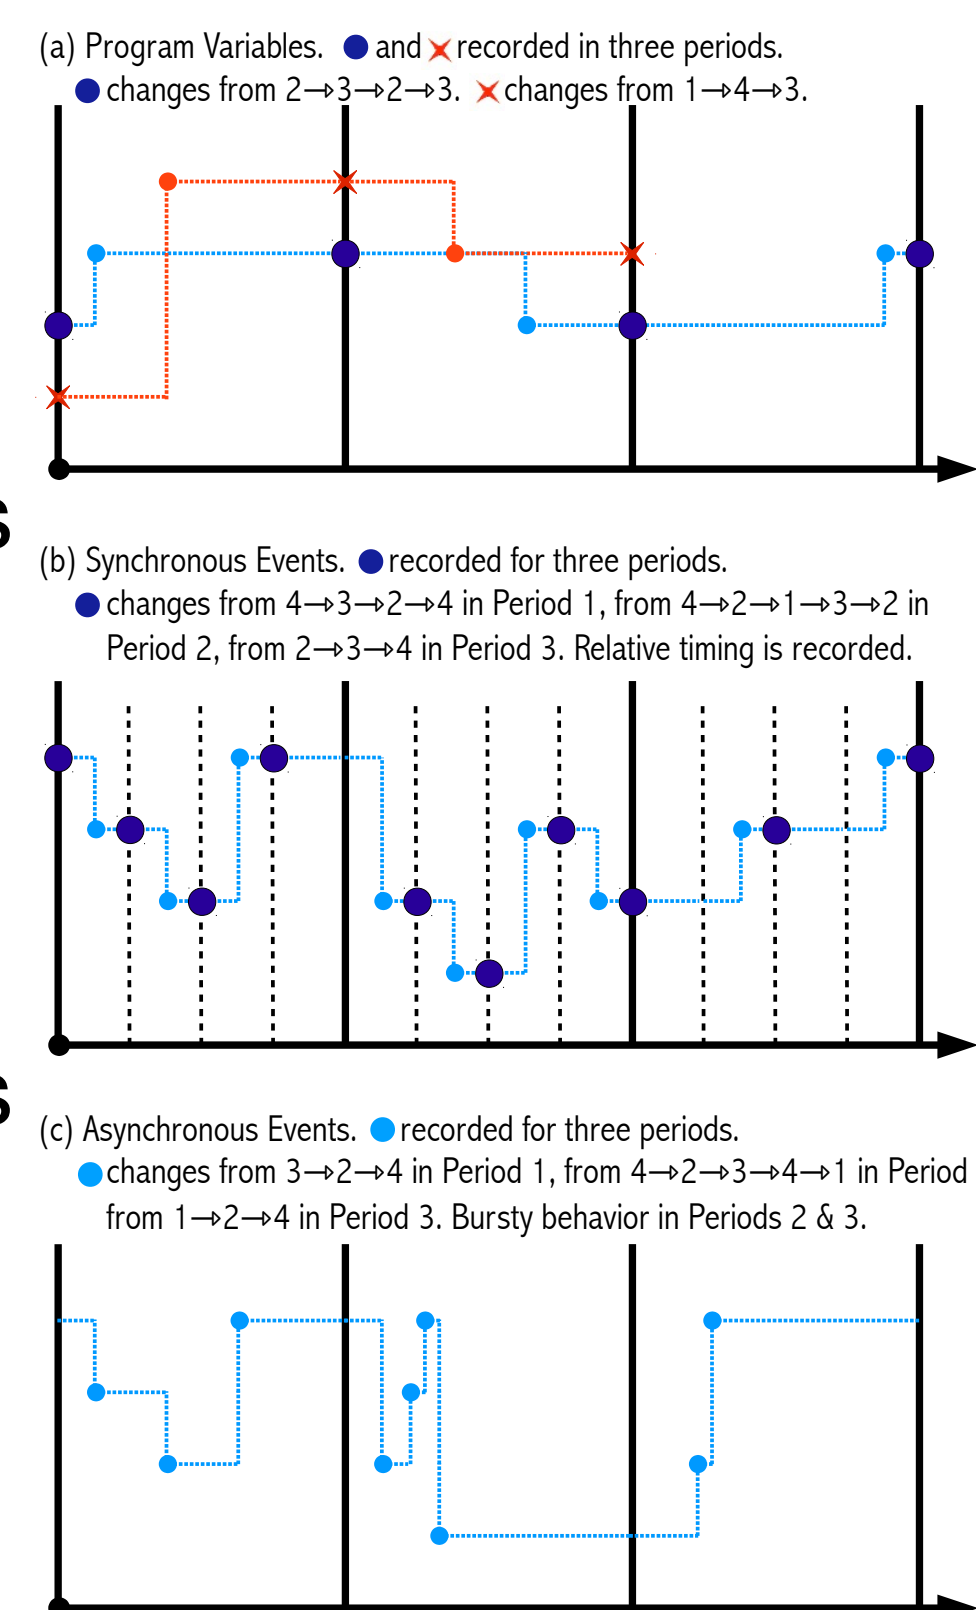 (a) Program Variables. ● and ✕ recorded in three periods.
● changes from 2→3→2→3. ✕ changes from 1→4→3.
s
(b) Synchronous Events. ● recorded for three periods.
● changes from 4→3→2→4 in Period 1, from 4→2→1→3→2 in
Period 2, from 2→3→4 in Period 3. Relative timing is recorded.
s
(c) Asynchronous Events. ● recorded for three periods.
● changes from 3→2→4 in Period 1, from 4→2→3→4→1 in Period
from 1→2→4 in Period 3. Bursty behavior in Periods 2 & 3.